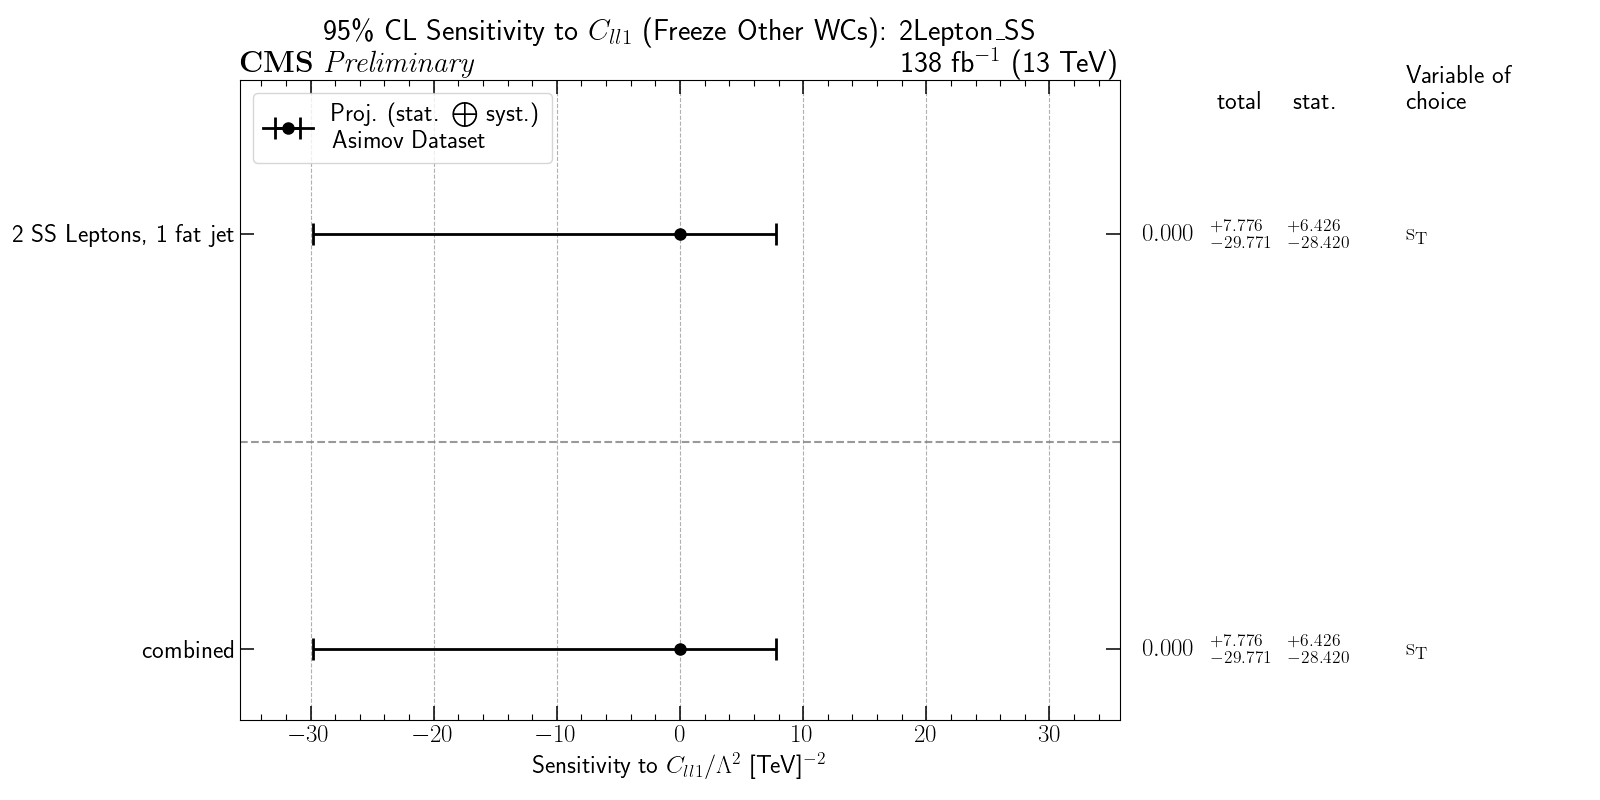 95% CL Sensitivity to C_{ll1} (Freeze Other WCs): 2Lepton_SS
CMS Preliminary 138 fb^{−1} (13 TeV)
total stat. Variable of choice
Proj. (stat. ⨁ syst.)
Asimov Dataset
2 SS Leptons, 1 fat jet 0.000 +7.776 −29.771 +6.426 −28.420 s_T
combined 0.000 +7.776 −29.771 +6.426 −28.420 s_T
−30 −20 −10 0 10 20 30
Sensitivity to C_{ll1}/Λ^2 [TeV]^{−2}